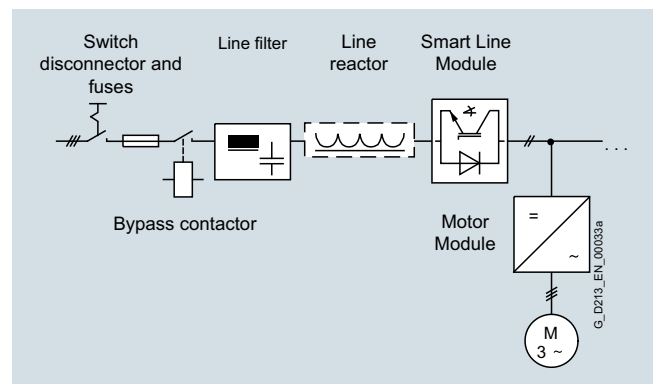 Switch
disconnector and
fuses
Line filter
Line
reactor
Smart Line
Module
. . .
Bypass contactor
Motor
Module
=
~
G_D213_EN_00033a
M
3 ~